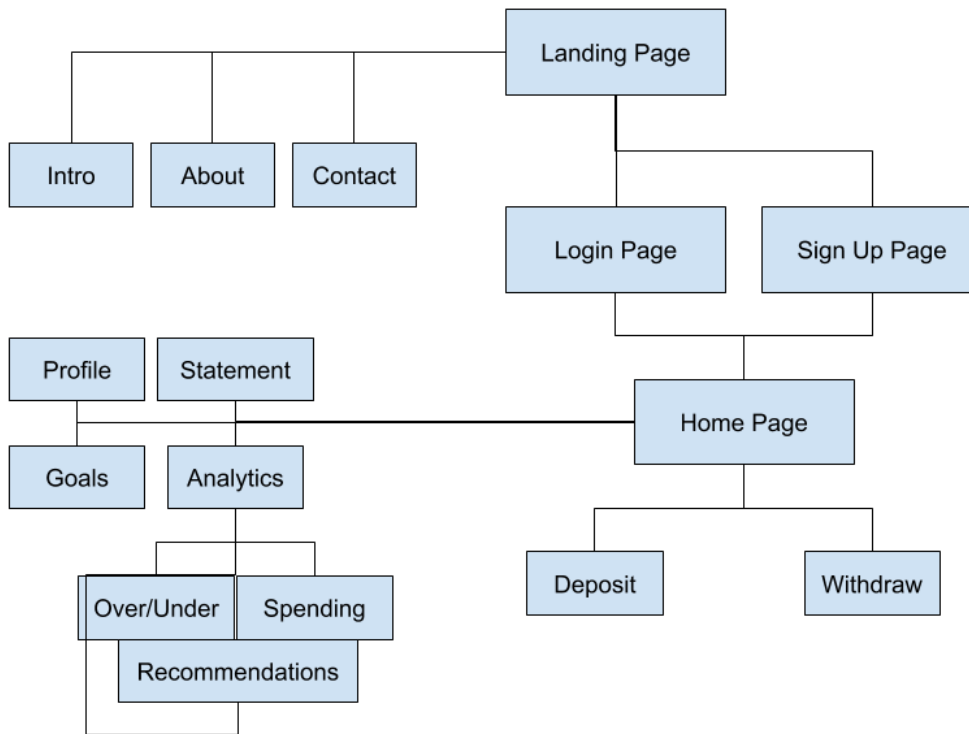 Landing Page
Intro
About
Contact
Login Page
Sign Up Page
Profile
Statement
Home Page
Goals
Analytics
Deposit
Withdraw
Over/Under
Spending
Recommendations